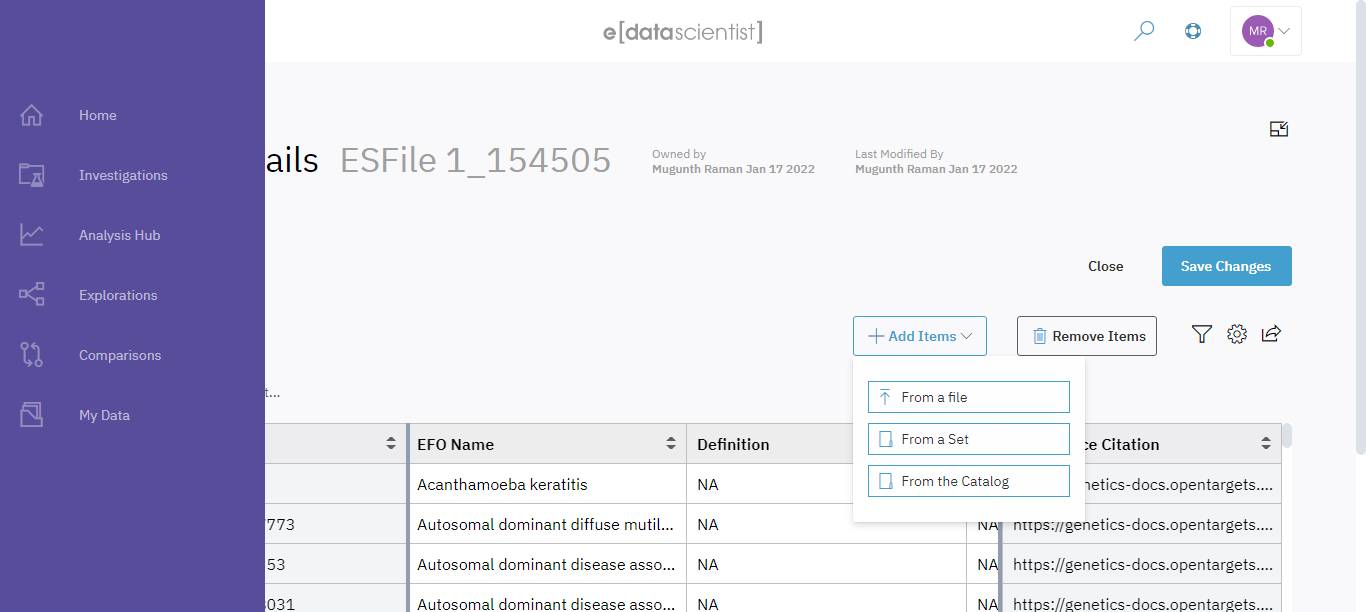 e[datascientist]
MR
Home
Investigations
Analysis Hub
Explorations
Comparisons
My Data
ails ESFile 1_154505
Owned by
Mugunth Raman Jan 17 2022
Last Modified By
Mugunth Raman Jan 17 2022
Close
Save Changes
Add Items
Remove Items
From a file
From a Set
From the Catalog
t...
EFO Name
Definition
ce Citation
Acanthamoeba keratitis
NA
netics-docs.opentargets....
773
Autosomal dominant diffuse mutil...
NA
NA
https://genetics-docs.opentargets....
53
Autosomal dominant disease asso...
NA
NA
https://genetics-docs.opentargets....
3031
Autosomal dominant disease asso...
NA
NA
https://genetics-docs.opentargets....